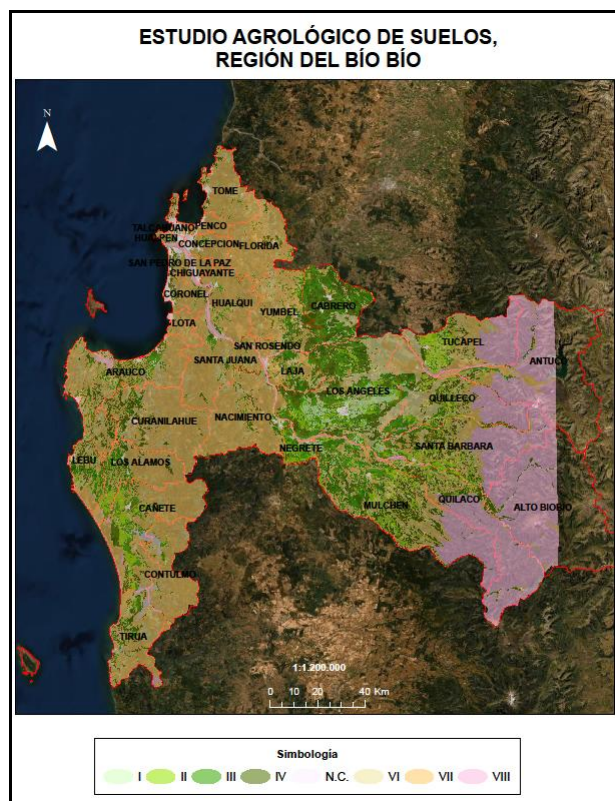 ESTUDIO AGROLÓGICO DE SUELOS,
REGIÓN DEL BÍO BÍO
N
TOME
TALCAHUANO
PENCO
HUALPEN
CONCEPCION
FLORIDA
SAN PEDRO DE LA PAZ
CHIGUAYANTE
CORONEL
HUALQUI
YUMBEL
CABRERO
LOTA
TUCAPEL
ANTUCO
SAN ROSENDO
SANTA JUANA
ARAUCO
LAJA
LOS ANGELES
QUILLECO
CURANILAHUE
NACIMIENTO
NEGRETE
SANTA BARBARA
LEBU
LOS ALAMOS
CAÑETE
MULCHEN
QUILACO
ALTO BIOBIO
CONTULMO
TIRUA
1:1.200.000
0 10 20 40 Km
Simbología
I II III IV N.C. VI VII VIII